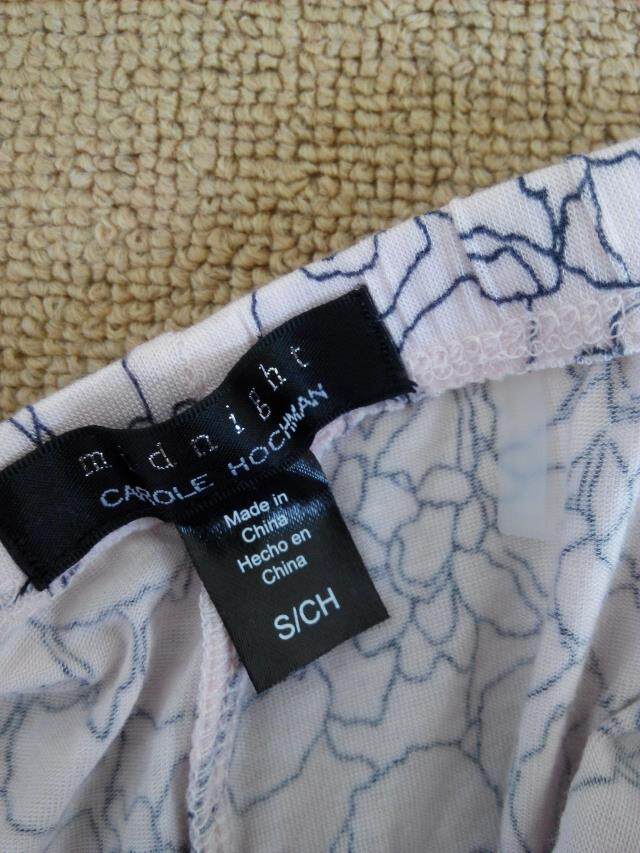 midnight
CAROLE HOCHMAN
Made in
China
Hecho en
China
S/CH